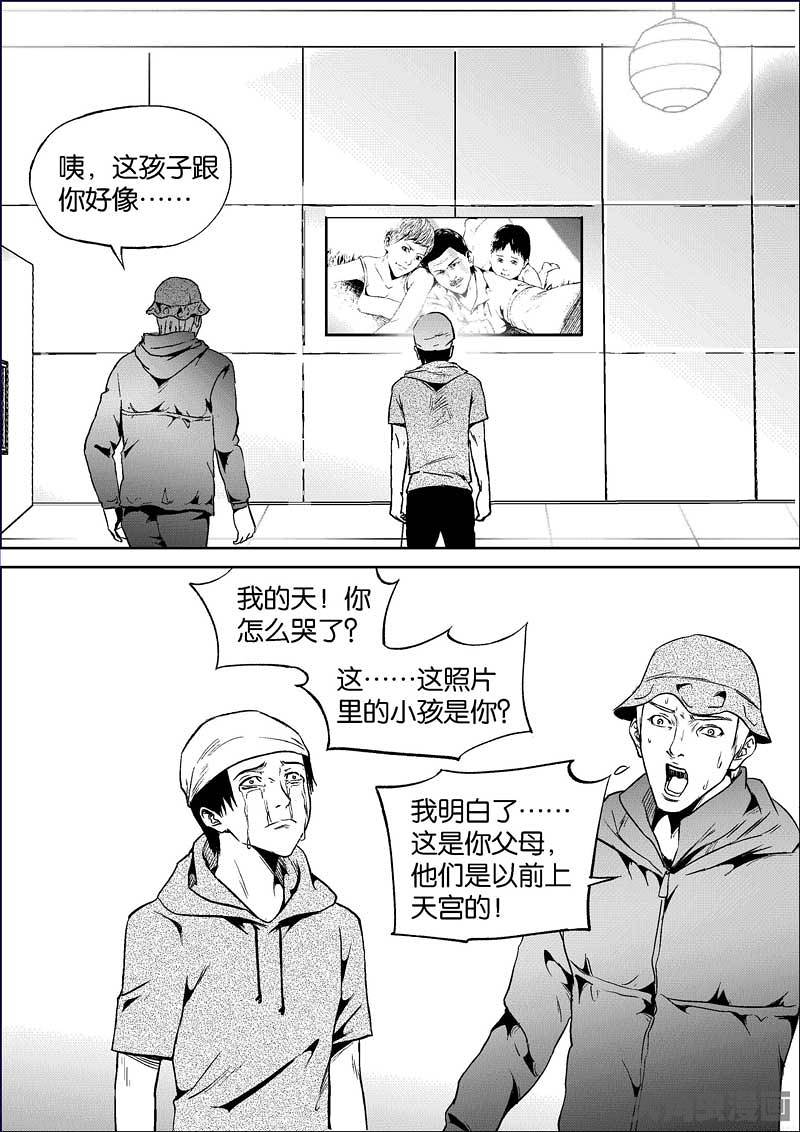 咦，这孩子跟
你好像……
我的天！你
怎么哭了？
这……这照片
里的小孩是你？
我明白了……
这是你父母，
他们是以前上
天宫的！